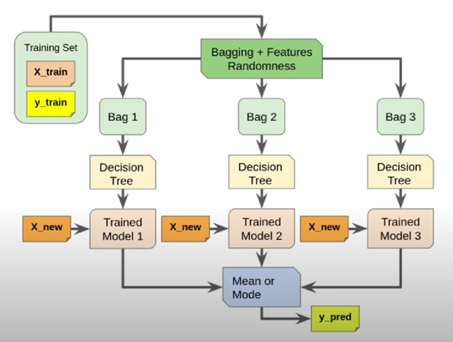 Training Set
X_train
y_train
Bagging + Features
Randomness
Bag 1
Bag 2
Bag 3
Decision
Tree
Decision
Tree
Decision
Tree
X_new
Trained
Model 1
X_new
Trained
Model 2
X_new
Trained
Model 3
Mean or
Mode
y_pred